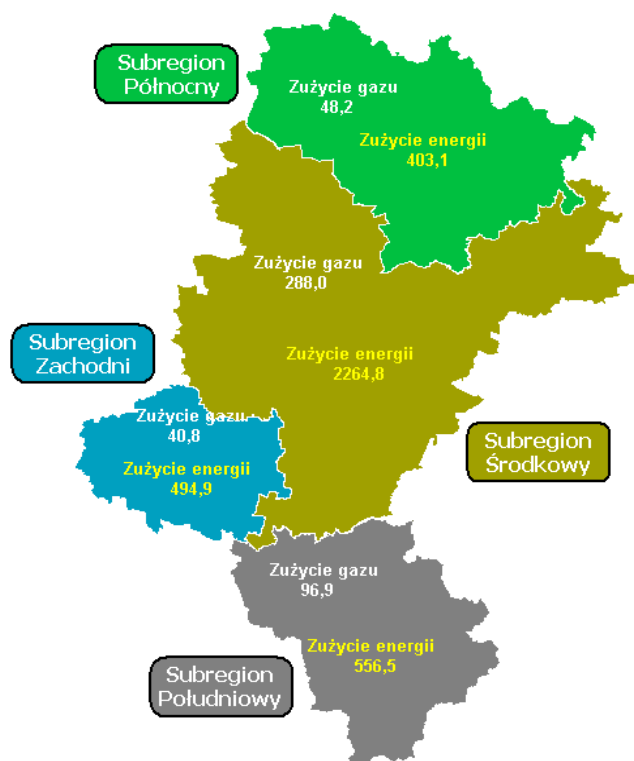 Subregion
Północny
Zużycie gazu
48,2
Zużycie energii
403,1
Zużycie gazu
288,0
Subregion
Zachodni
Zużycie energii
2264,8
Zużycie gazu
40,8
Zużycie energii
494,9
Subregion
Środkowy
Zużycie gazu
96,9
Zużycie energii
556,5
Subregion
Południowy